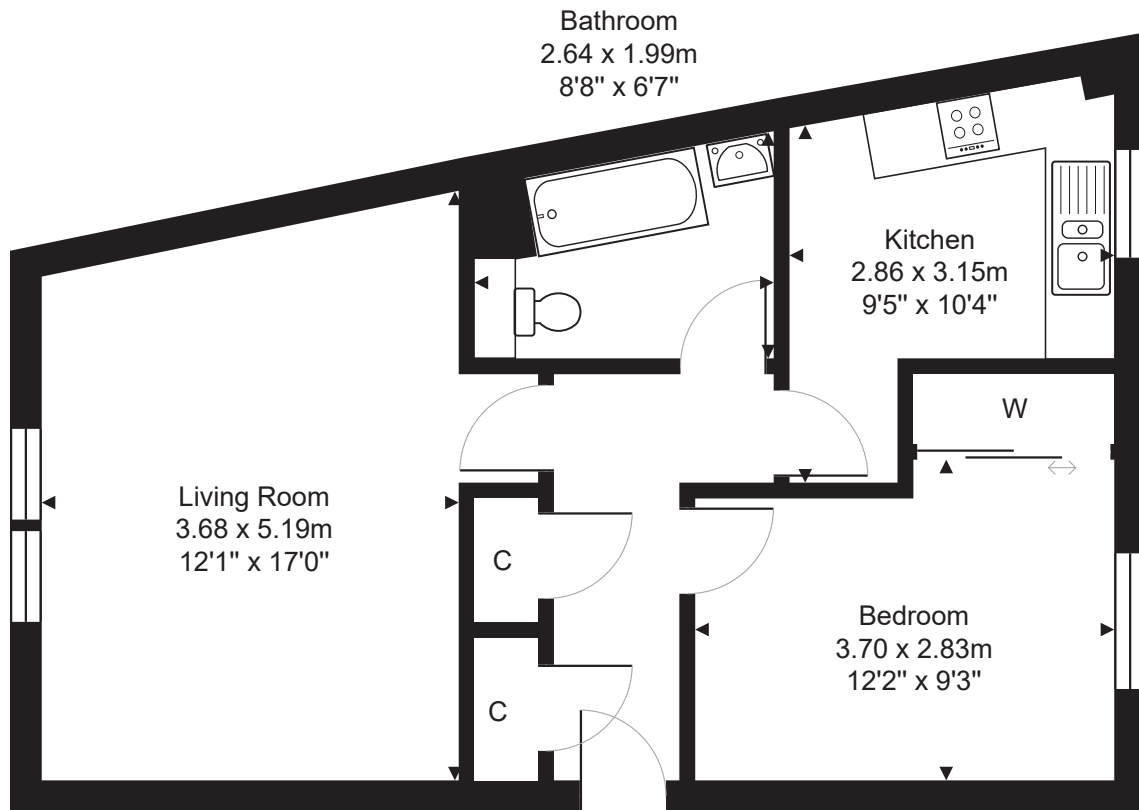 Bathroom
2.64 x 1.99m
8'8" x 6'7"
Kitchen
2.86 x 3.15m
9'5" x 10'4"
W
Living Room
3.68 x 5.19m
12'1" x 17'0"
C
Bedroom
3.70 x 2.83m
12'2" x 9'3"
C